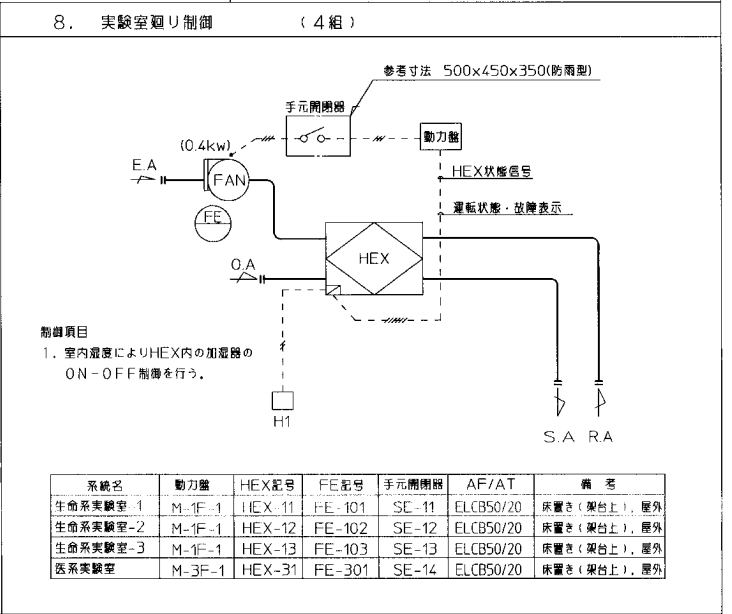 8. 実験室廻り制御 (4組)
参考寸法 500x450x350(防雨型)
手元開閉器
動力盤
(0.4kw)
E.A
FAN
HEX状態信号
FE
運転状態・故障表示
O.A
HEX
制御項目
1. 室内湿度によりHEX内の加湿器の
ON-OFF制御を行う。
H1
S.A R.A
系統名 動力盤 HEX記号 FE記号 手元開閉器 AF/AT 備考
生命系実験室-1 M-1F-1 HEX-11 FE-101 SE-11 ELCB50/20 床置き(架台上), 屋外
生命系実験室-2 M-1F-1 HEX-12 FE-102 SE-12 ELCB50/20 床置き(架台上), 屋外
生命系実験室-3 M-1F-1 HEX-13 FE-103 SE-13 ELCB50/20 床置き(架台上), 屋外
医系実験室 M-3F-1 HEX-31 FE-301 SE-14 ELCB50/20 床置き(架台上), 屋外